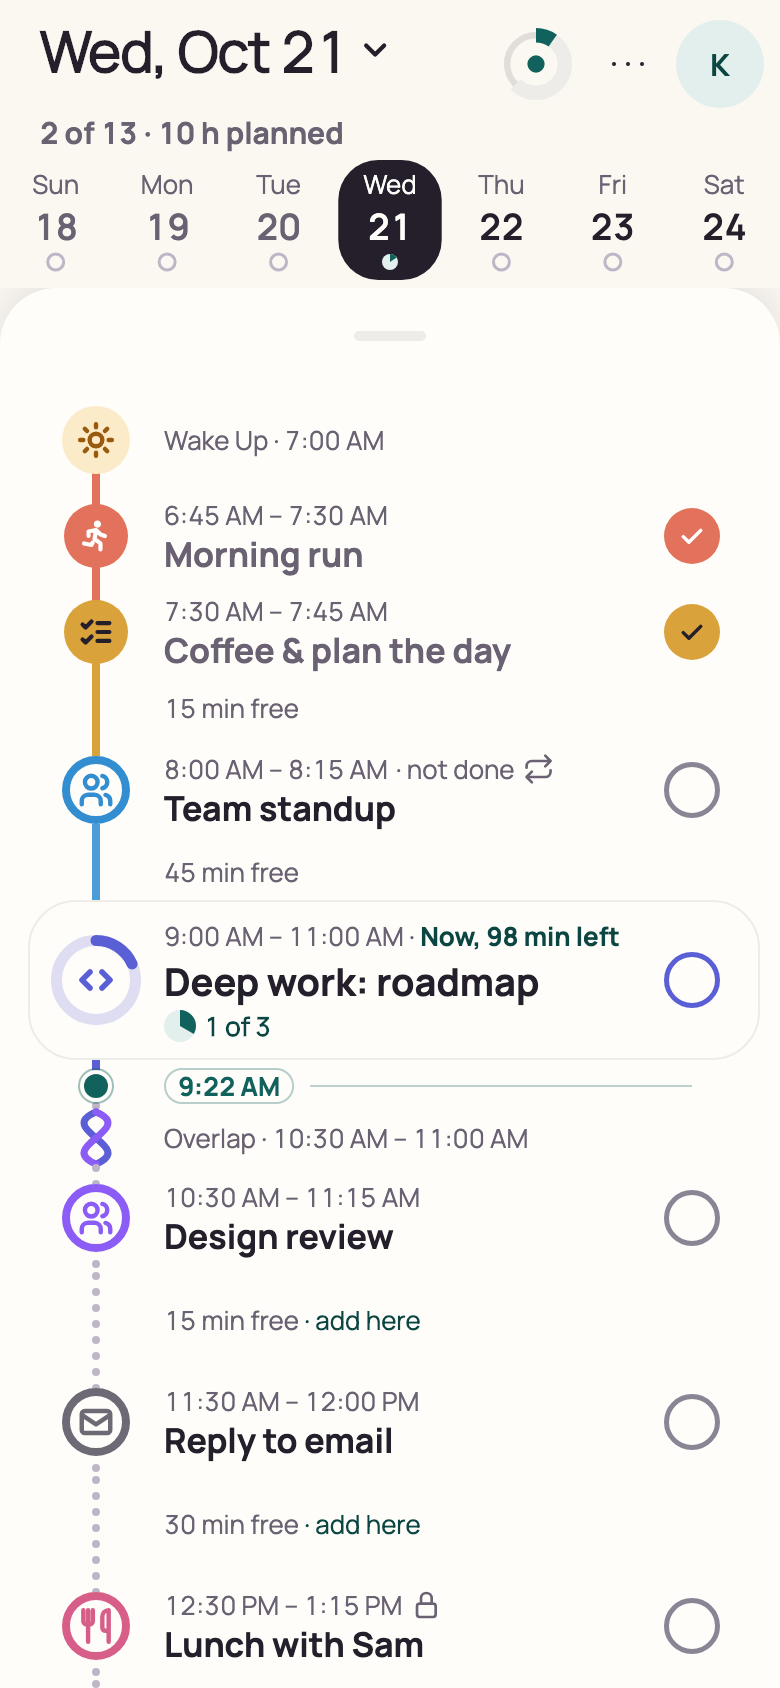 Wed, Oct 21
K
2 of 13 · 10 h planned
Sun Mon Tue Wed Thu Fri Sat
18 19 20 21 22 23 24
Wake Up · 7:00 AM
6:45 AM – 7:30 AM
Morning run
7:30 AM – 7:45 AM
Coffee & plan the day
15 min free
8:00 AM – 8:15 AM · not done
Team standup
45 min free
9:00 AM – 11:00 AM · Now, 98 min left
Deep work: roadmap
1 of 3
9:22 AM
Overlap · 10:30 AM – 11:00 AM
10:30 AM – 11:15 AM
Design review
15 min free · add here
11:30 AM – 12:00 PM
Reply to email
30 min free · add here
12:30 PM – 1:15 PM
Lunch with Sam